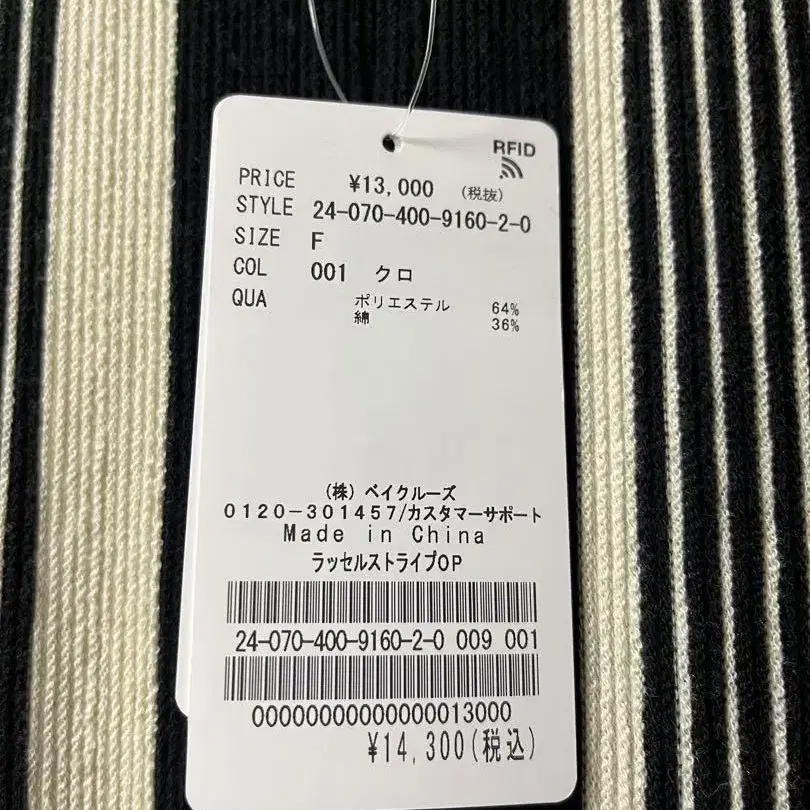 RFID
PRICE ¥13,000 (税抜)
STYLE 24-070-400-9160-2-0
SIZE F
COL 001 クロ
QUA ポリエステル 64%
綿 36%
(株) ベイクルーズ
0120-301457/カスタマーサポート
Made in China
ラッセルストライプOP
24-070-400-9160-2-0 009 001
00000000000000013000
¥14,300(税込)